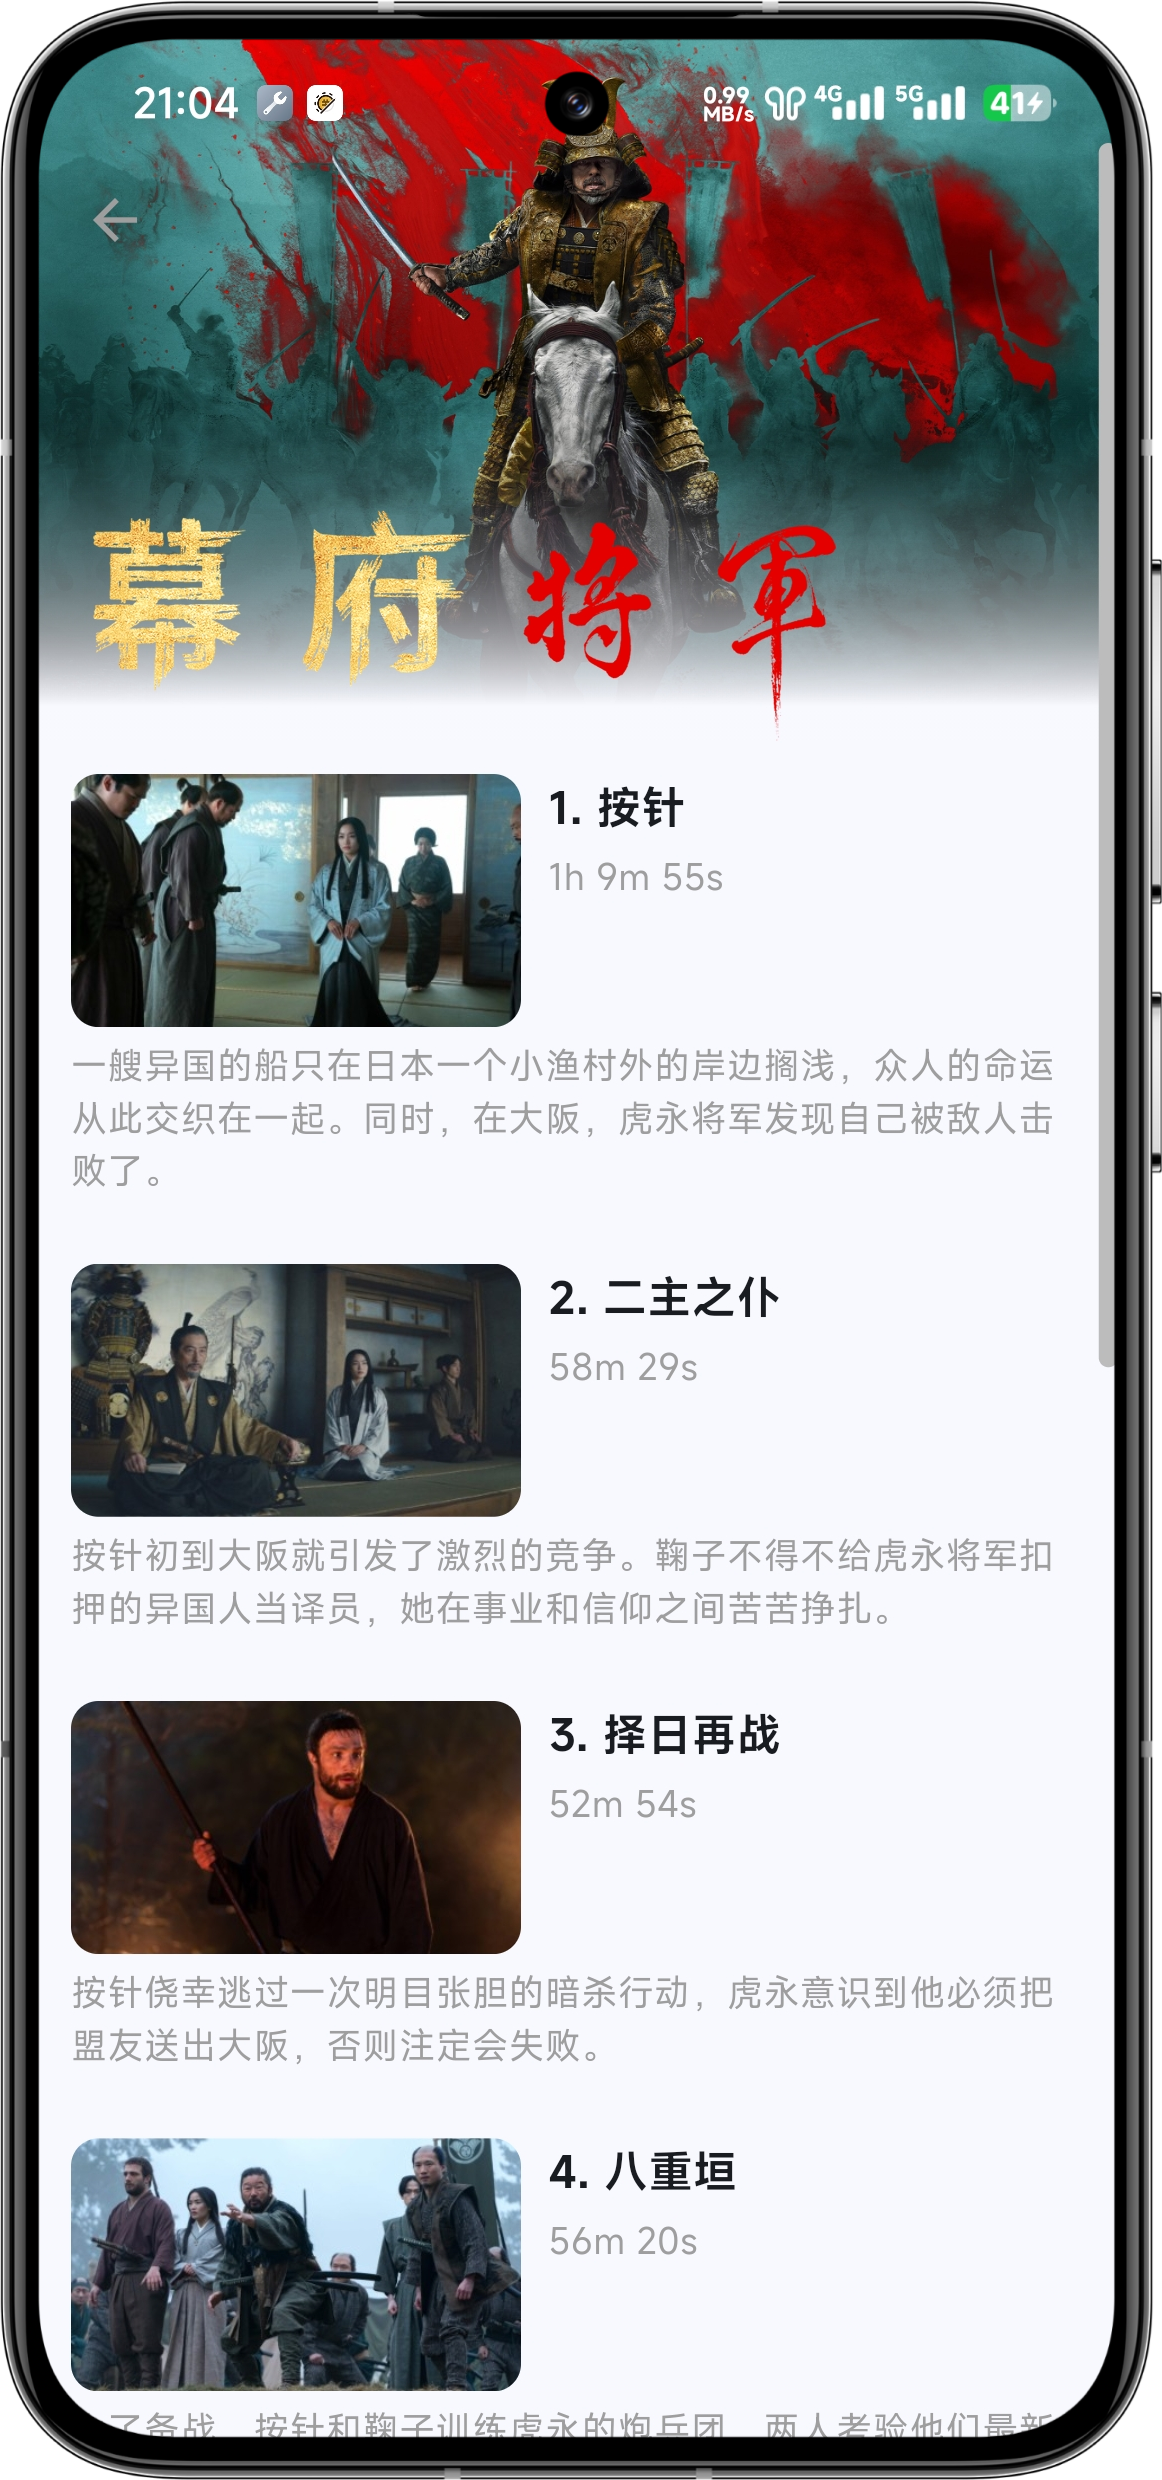 21:04
0.99
MB/s
4G
5G
41
幕府将軍
1. 按针
1h 9m 55s
一艘异国的船只在日本一个小渔村外的岸边搁浅，众人的命运
从此交织在一起。同时，在大阪，虎永将军发现自己被敌人击
败了。
2. 二主之仆
58m 29s
按针初到大阪就引发了激烈的竞争。鞠子不得不给虎永将军扣
押的异国人当译员，她在事业和信仰之间苦苦挣扎。
3. 择日再战
52m 54s
按针侥幸逃过一次明目张胆的暗杀行动，虎永意识到他必须把
盟友送出大阪，否则注定会失败。
4. 八重垣
56m 20s
了备战，按针和鞠子训练虎永的炮兵团，两人考验他们最新